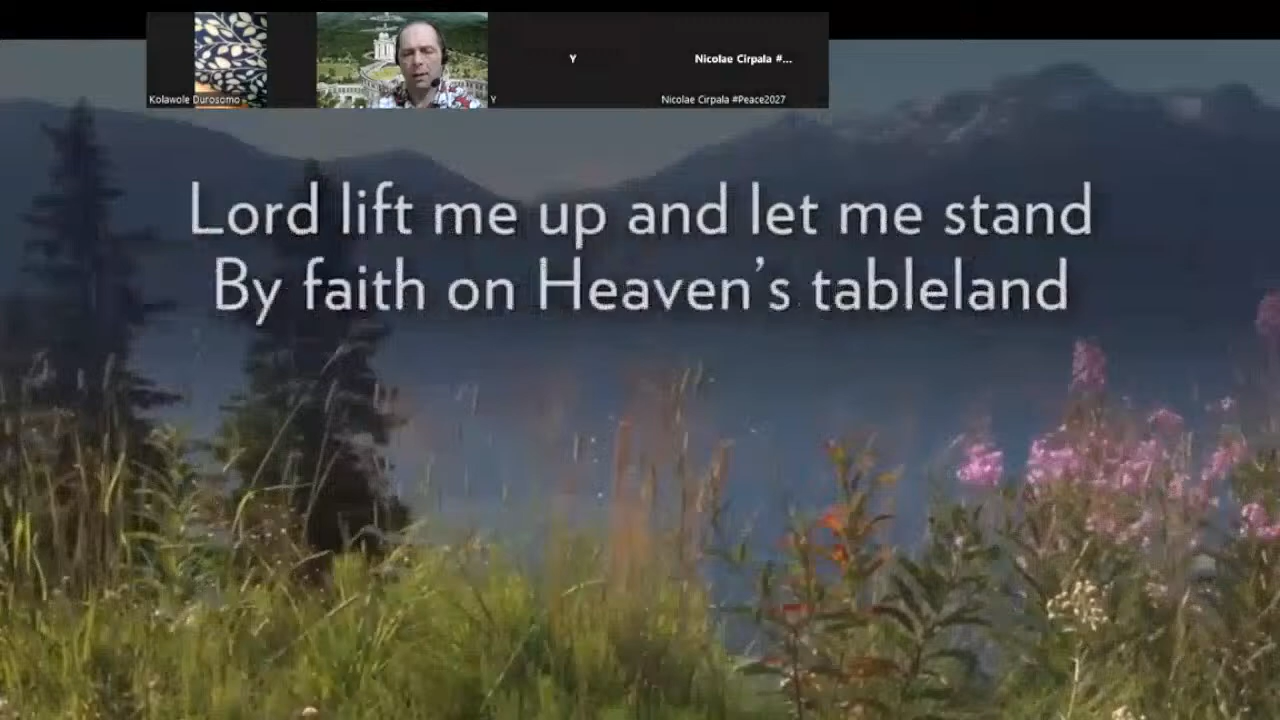 Y
Nicolae Cirpala #...
Kolawole Durosomo
Y
Nicolae Cirpala #Peace2027
Lord lift me up and let me stand
By faith on Heaven's tableland